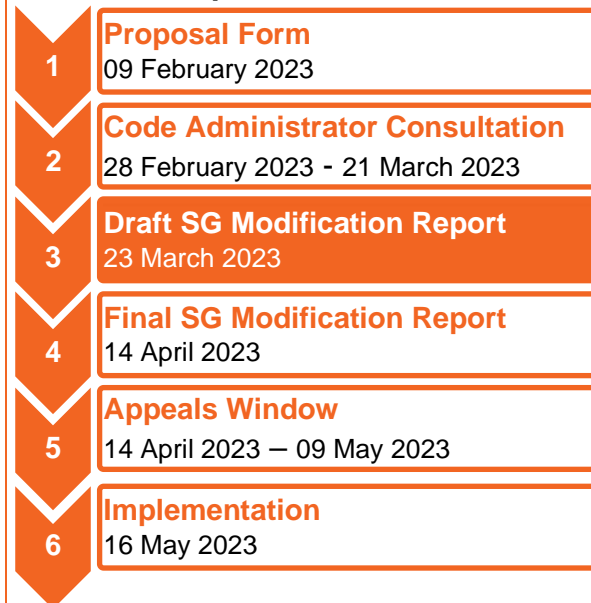 Proposal Form
1
09 February 2023
Code Administrator Consultation
2
28 February 2023 - 21 March 2023
Draft SG Modification Report
3
23 March 2023
Final SG Modification Report
4
14 April 2023
Appeals Window
5
14 April 2023 – 09 May 2023
Implementation
6
16 May 2023